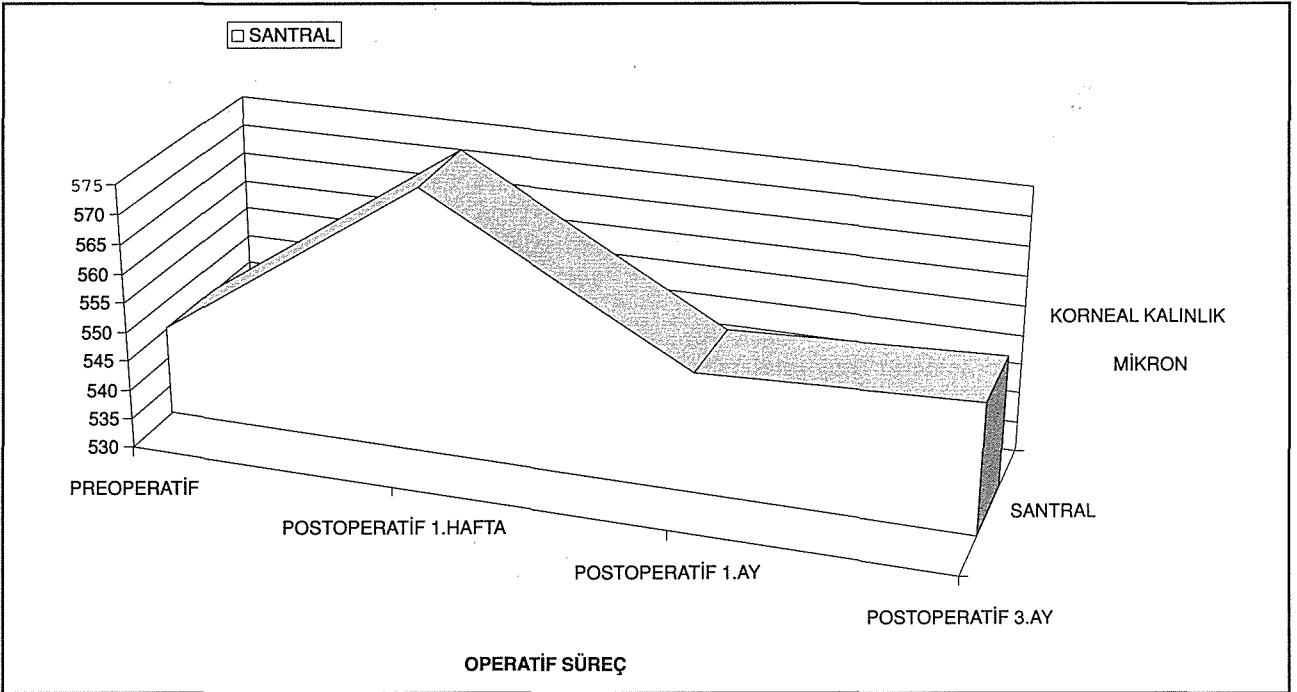 SANTRAL
575
570
565
560
555
550
545
540
535
530
KORNEAL KALINLIK
MİKRON
SANTRAL
PREOPERATİF
POSTOPERATİF 1.HAFTA
POSTOPERATİF 1.AY
POSTOPERATİF 3.AY
OPERATİF SÜREÇ